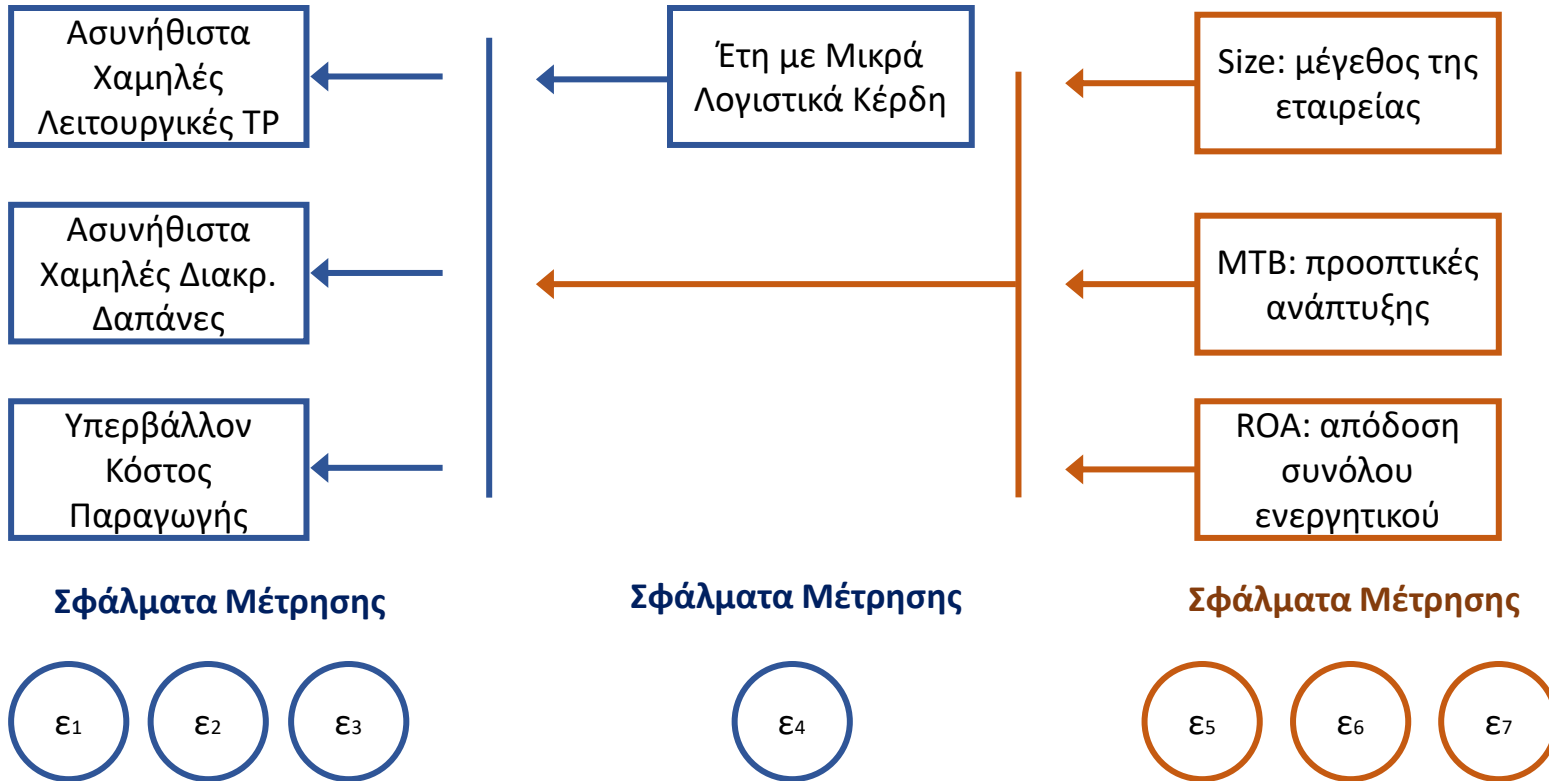 Ασυνήθιστα
Χαμηλές
Λειτουργικές ΤΡ
Έτη με Μικρά
Λογιστικά Κέρδη
Size: μέγεθος της
εταιρείας
Ασυνήθιστα
Χαμηλές Διακρ.
Δαπάνες
MTB: προοπτικές
ανάπτυξης
Υπερβάλλον
Κόστος
Παραγωγής
ROA: απόδοση
συνόλου
ενεργητικού
Σφάλματα Μέτρησης
Σφάλματα Μέτρησης
Σφάλματα Μέτρησης
ε1
ε2
ε3
ε4
ε5
ε6
ε7